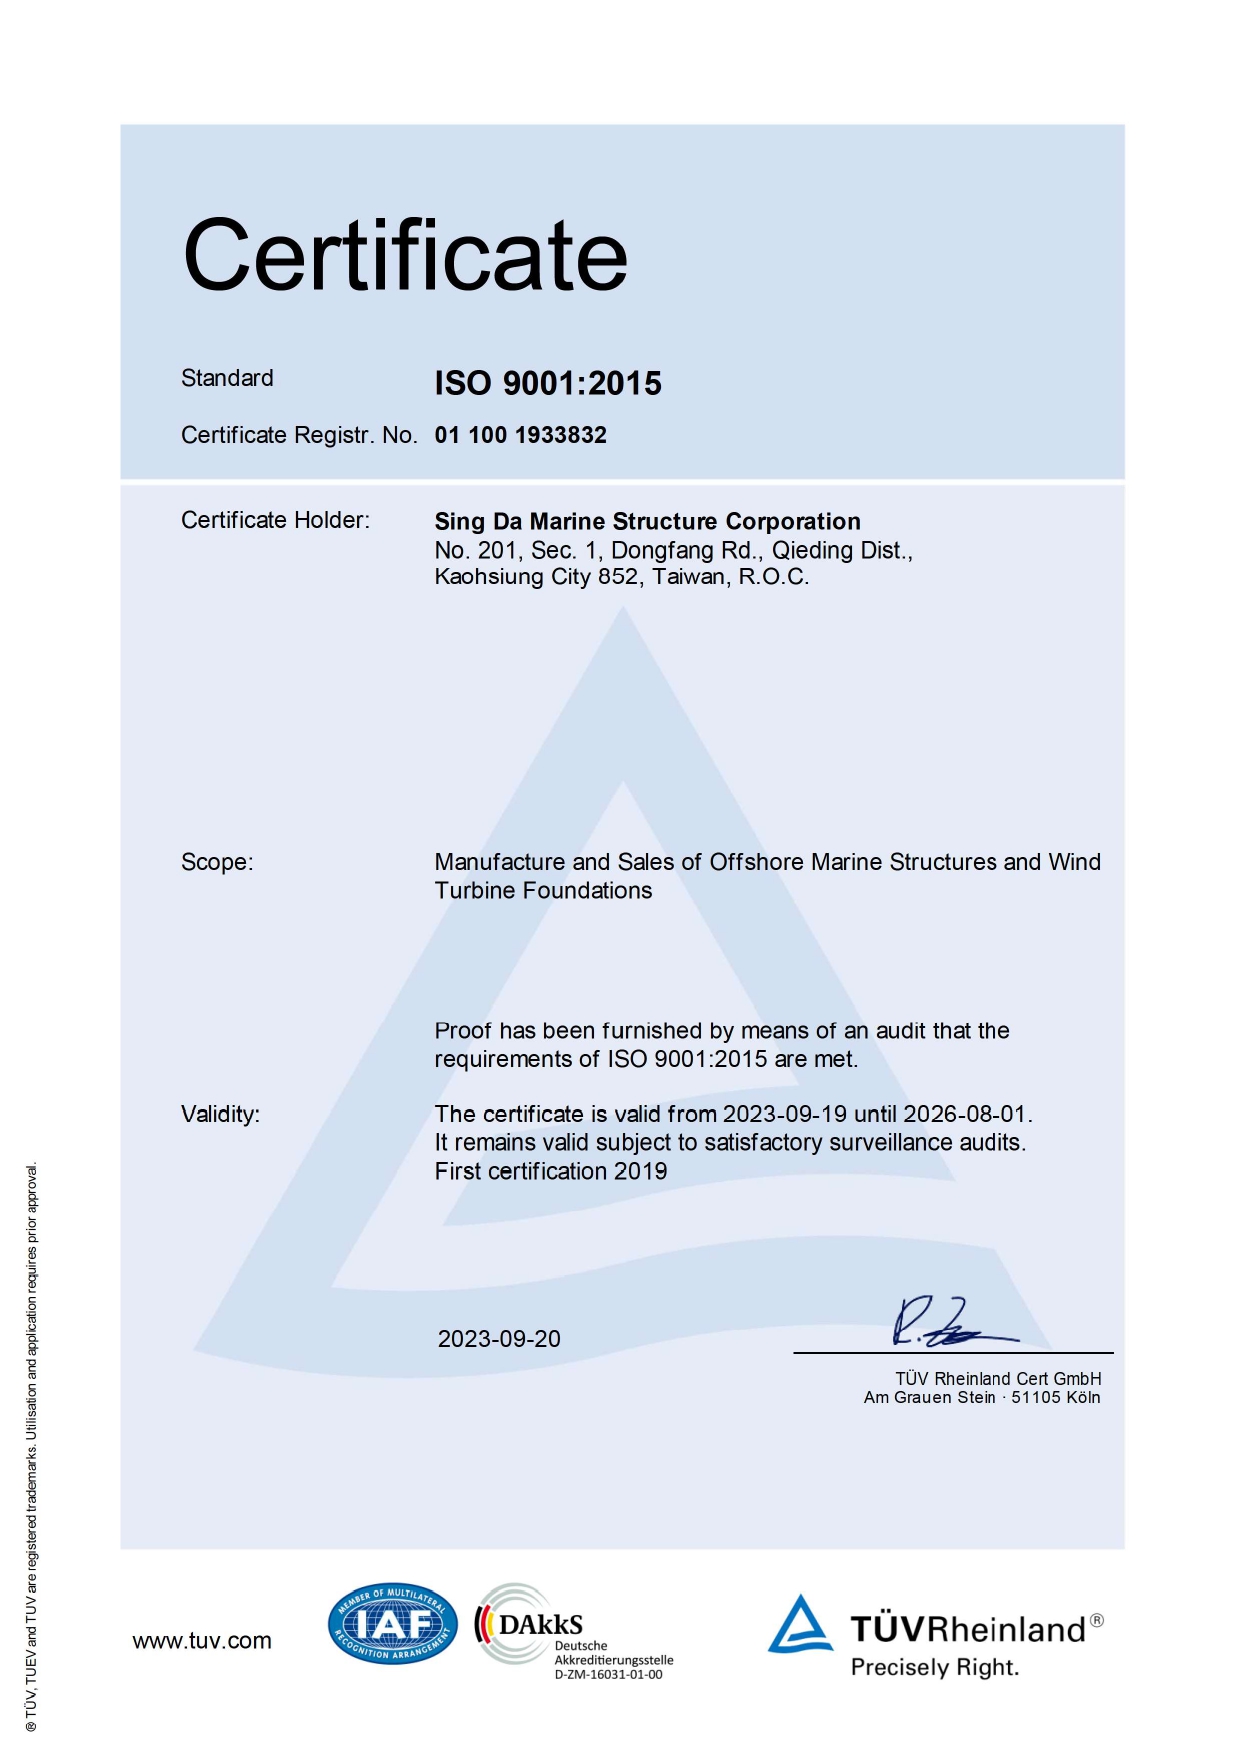 Certificate
Standard ISO 9001:2015
Certificate Registr. No. 01 100 1933832
Certificate Holder: Sing Da Marine Structure Corporation
No. 201, Sec. 1, Dongfang Rd., Qieding Dist.,
Kaohsiung City 852, Taiwan, R.O.C.
Scope: Manufacture and Sales of Offshore Marine Structures and Wind
Turbine Foundations
Proof has been furnished by means of an audit that the
requirements of ISO 9001:2015 are met.
Validity: The certificate is valid from 2023-09-19 until 2026-08-01.
It remains valid subject to satisfactory surveillance audits.
First certification 2019
2023-09-20
TÜV Rheinland Cert GmbH
Am Grauen Stein · 51105 Köln
® TÜV, TUEV and TUV are registered trademarks. Utilisation and application requires prior approval.
www.tuv.com
MEMBER OF MULTILATERAL
IAF
RECOGNITION ARRANGEMENT
DAkkS
Deutsche
Akkreditierungsstelle
D-ZM-16031-01-00
TÜVRheinland®
Precisely Right.